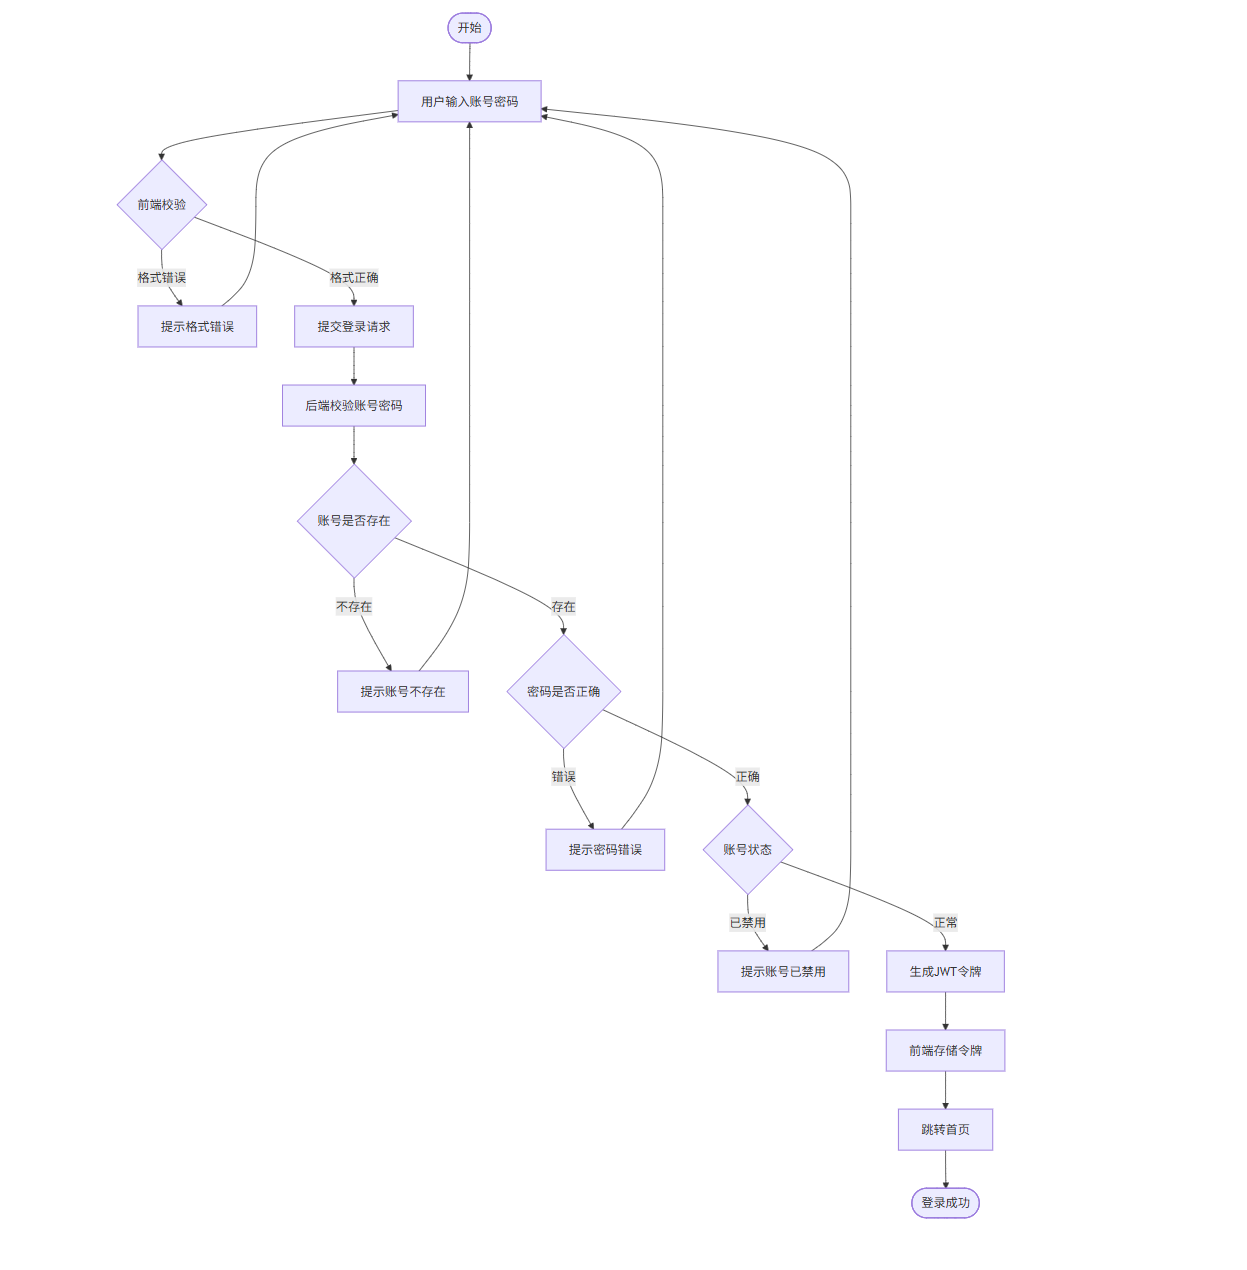 开始
用户输入账号密码
前端校验
格式错误
格式正确
提示格式错误
提交登录请求
后端校验账号密码
账号是否存在
不存在
存在
提示账号不存在
密码是否正确
错误
正确
提示密码错误
账号状态
已禁用
正常
提示账号已禁用
生成JWT令牌
前端存储令牌
跳转首页
登录成功